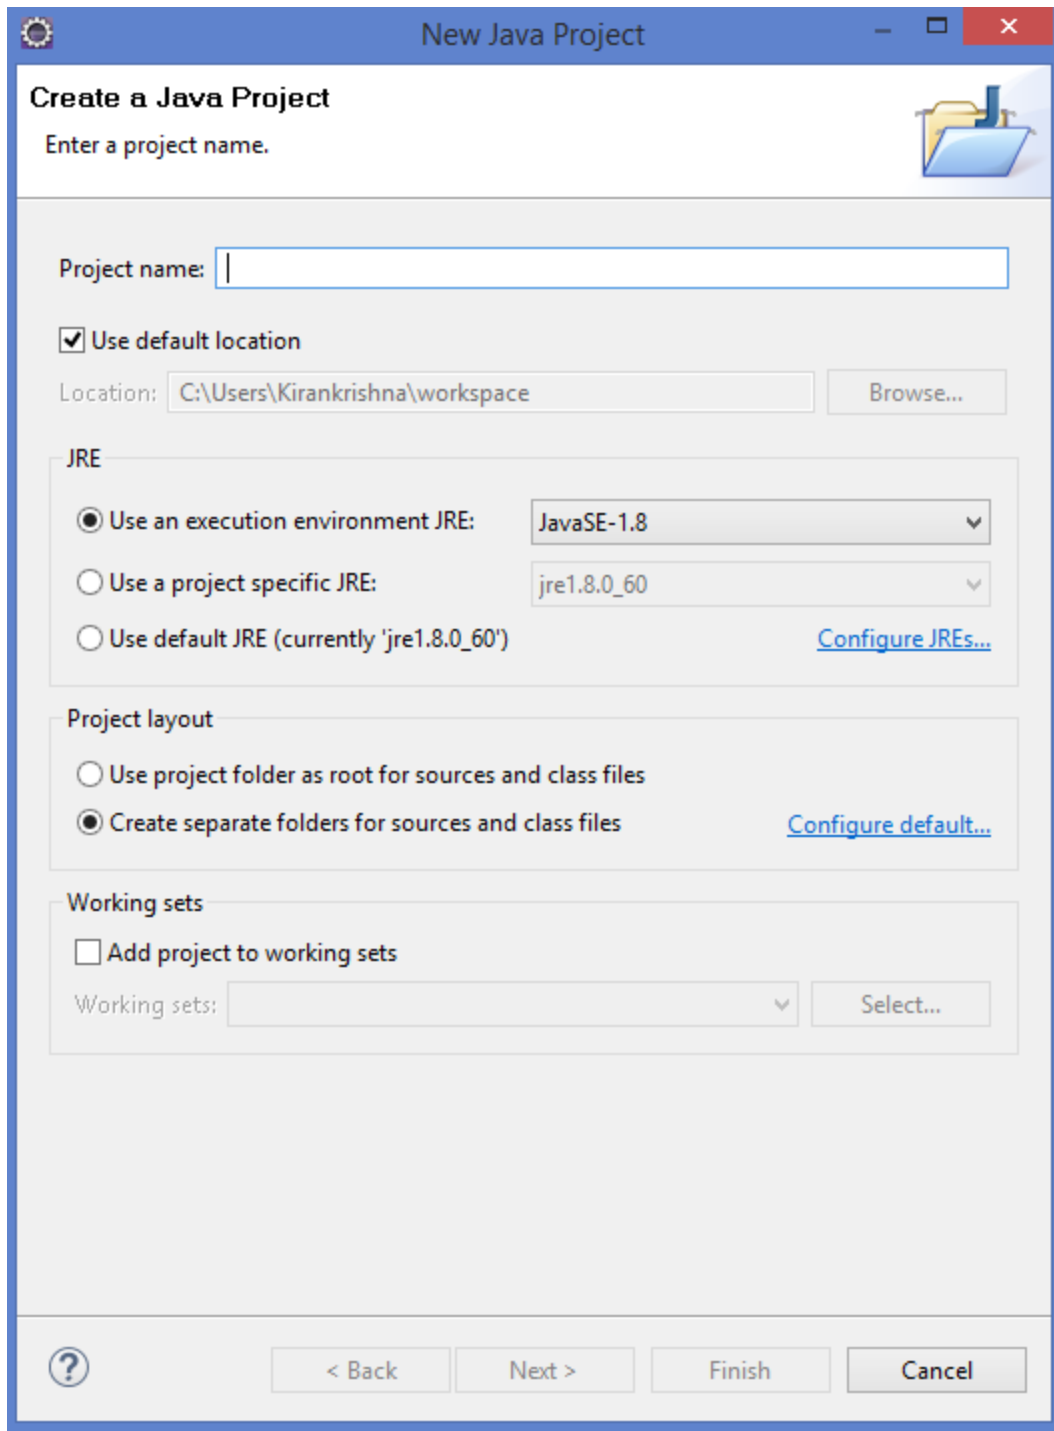 New Java Project
Create a Java Project
Enter a project name.
Project name:
Use default location
Location: C:\Users\Kirankrishna\workspace Browse...
JRE
Use an execution environment JRE: JavaSE-1.8
Use a project specific JRE: jre1.8.0_60
Use default JRE (currently 'jre1.8.0_60') Configure JREs...
Project layout
Use project folder as root for sources and class files
Create separate folders for sources and class files Configure default...
Working sets
Add project to working sets
Working sets: Select...
? < Back Next > Finish Cancel